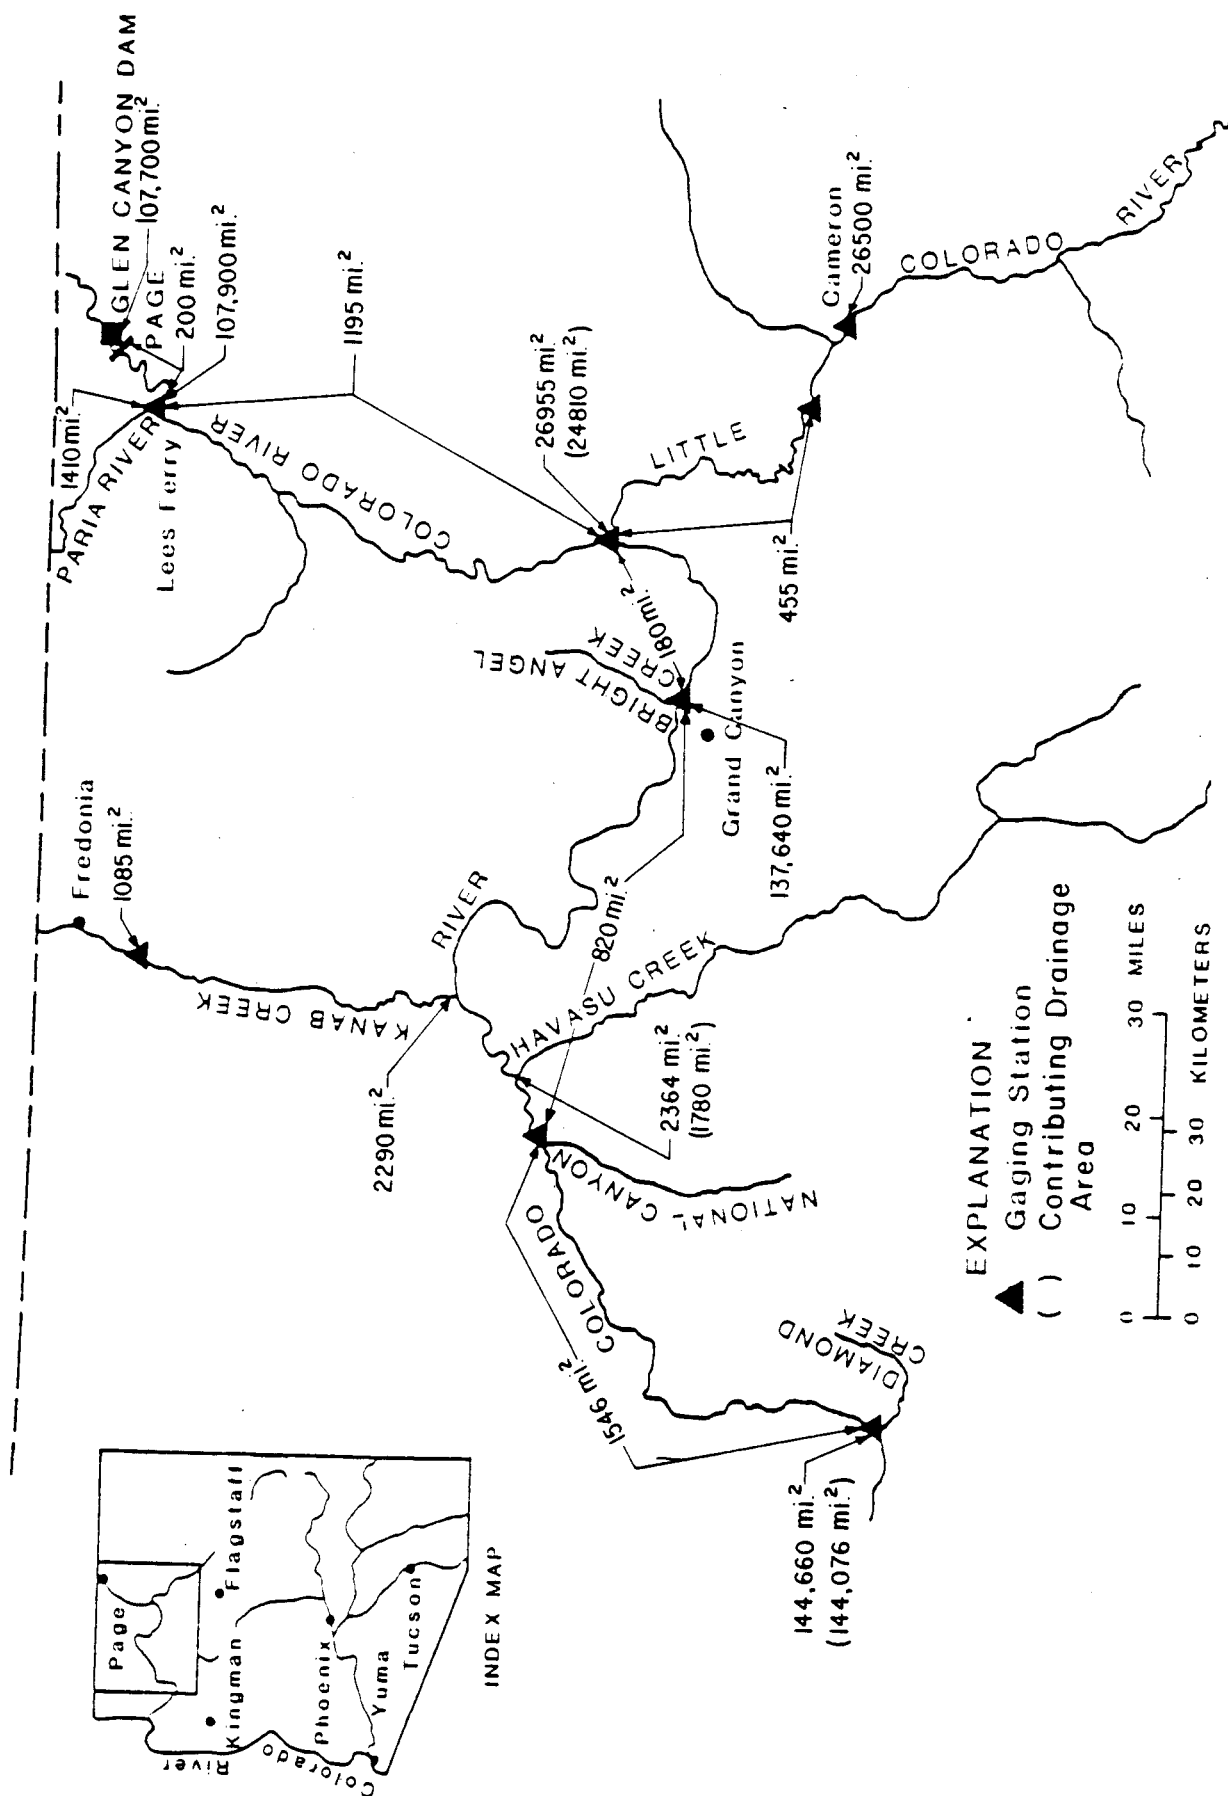 GLEN CANYON DAM
107,700 mi.²
PAGE
200 mi.²
107,900 mi.²
1410 mi.²
PARIA RIVER
Lees Ferry
COLORADO RIVER
1195 mi.²
26955 mi.²
(24810 mi.²)
LITTLE
COLORADO
RIVER
Cameron
26500 mi.²
455 mi.²
180 mi.²
BRIGHT ANGEL
CREEK
Grand Canyon
137,640 mi.²
820 mi.²
Fredonia
1085 mi.²
KANAB CREEK
RIVER
2290 mi.²
HAVASU CREEK
2364 mi.²
(1780 mi.²)
NATIONAL CANYON
COLORADO
1546 mi.²
DIAMOND
CREEK
144,660 mi.²
(144,076 mi.²)
EXPLANATION
Gaging Station
( ) Contributing Drainage
Area
0 10 20 30 MILES
0 10 20 30 KILOMETERS
Page
Flagstaff
Kingman
Phoenix
Yuma
Tucson
Colorado
River
INDEX MAP